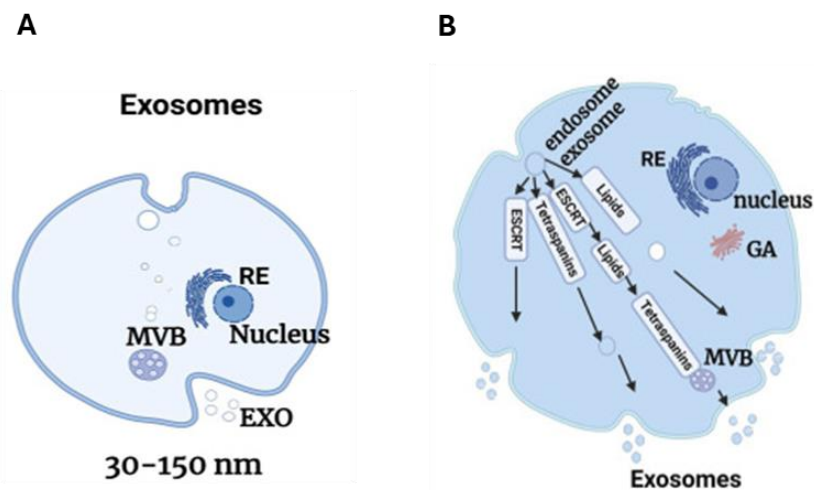 A
Exosomes
RE
Nucleus
MVB
EXO
30-150 nm
B
endosome
exosome
ESCRT
Tetraspanins
ESCRT
Lipids
Lipids
Tetraspanins
RE
nucleus
GA
MVB
Exosomes